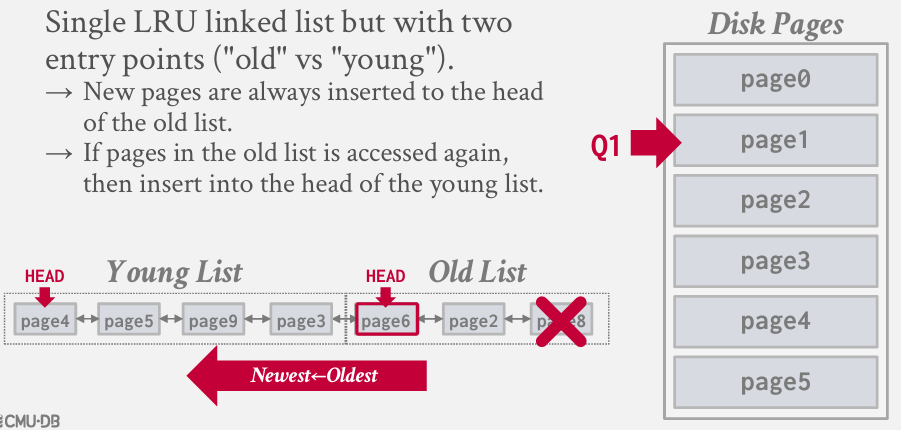 Single LRU linked list but with two
entry points ("old" vs "young").
→ New pages are always inserted to the head
of the old list.
→ If pages in the old list is accessed again,
then insert into the head of the young list.
Disk Pages
page0
Q1
page1
page2
page3
page4
page5
Young List
Old List
HEAD
HEAD
page4
page5
page9
page3
page6
page2
page8
Newest←Oldest
CMU·DB